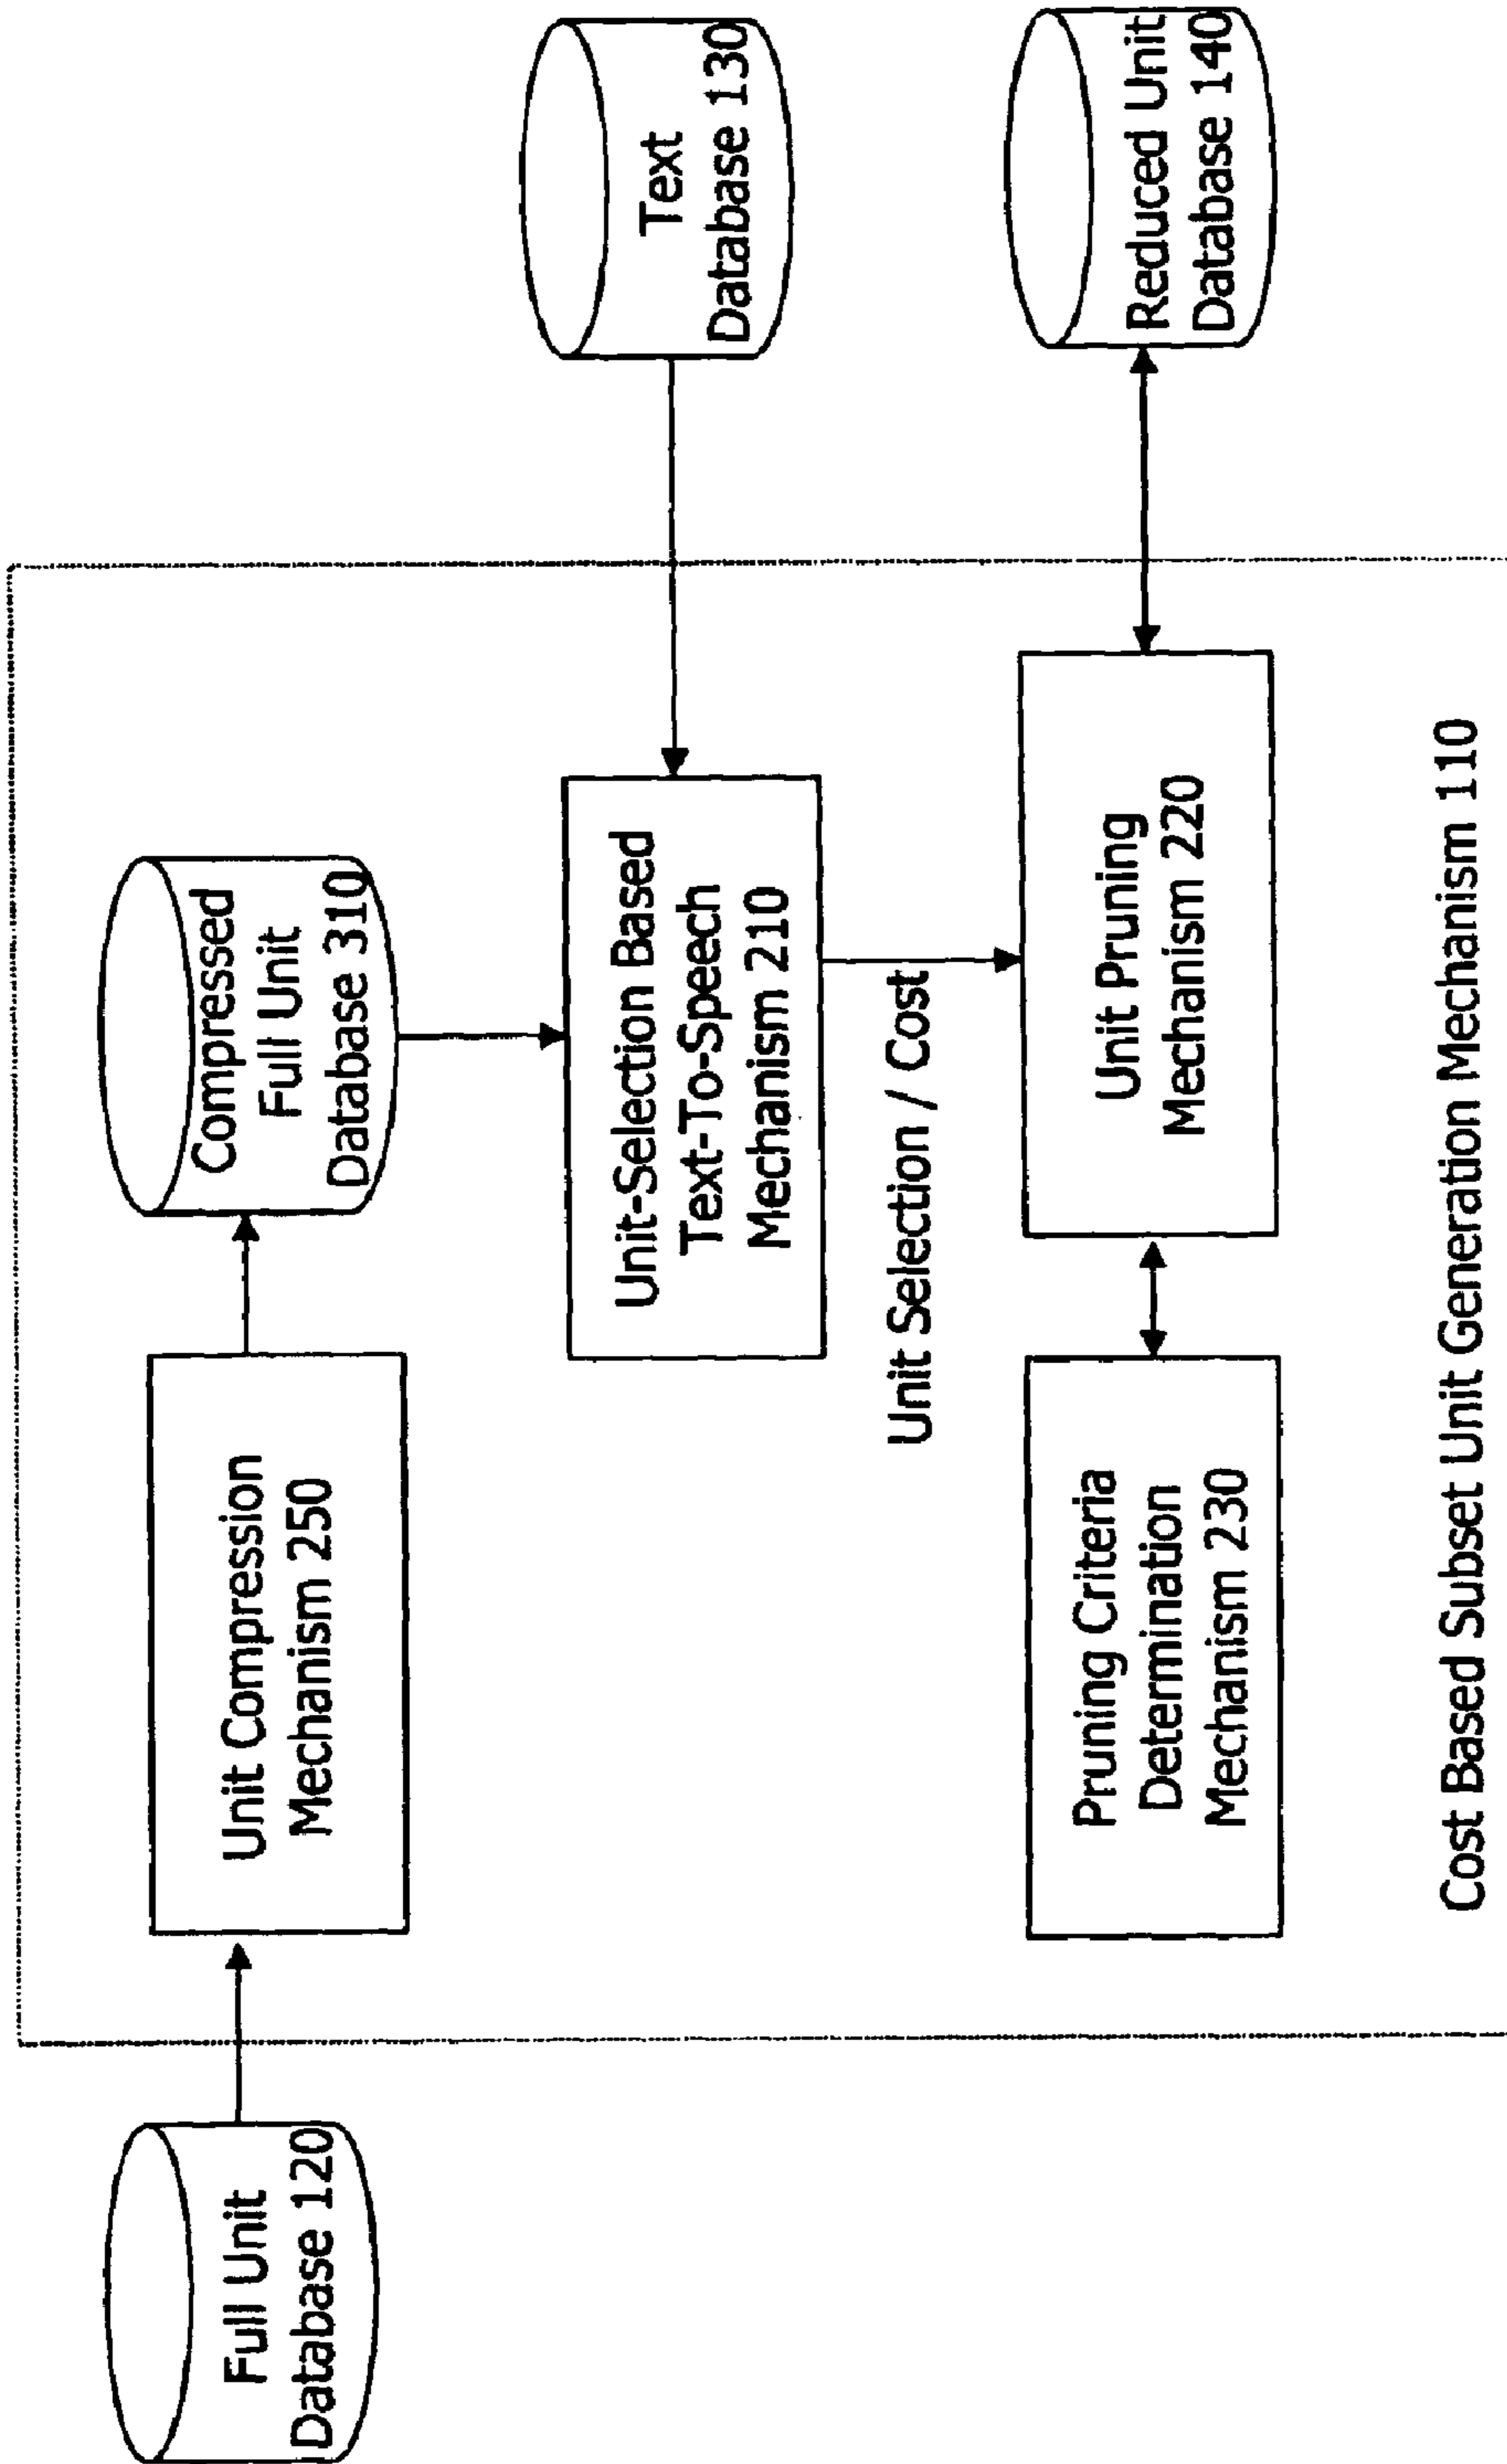 Full Unit
Database 120
Unit Compression
Mechanism 250
Compressed
Full Unit
Database 310
Unit-Selection Based
Text-To-Speech
Mechanism 210
Text
Database 130
Unit Selection / Cost
Pruning Criteria
Determination
Mechanism 230
Unit Pruning
Mechanism 220
Reduced Unit
Database 140
Cost Based Subset Unit Generation Mechanism 110